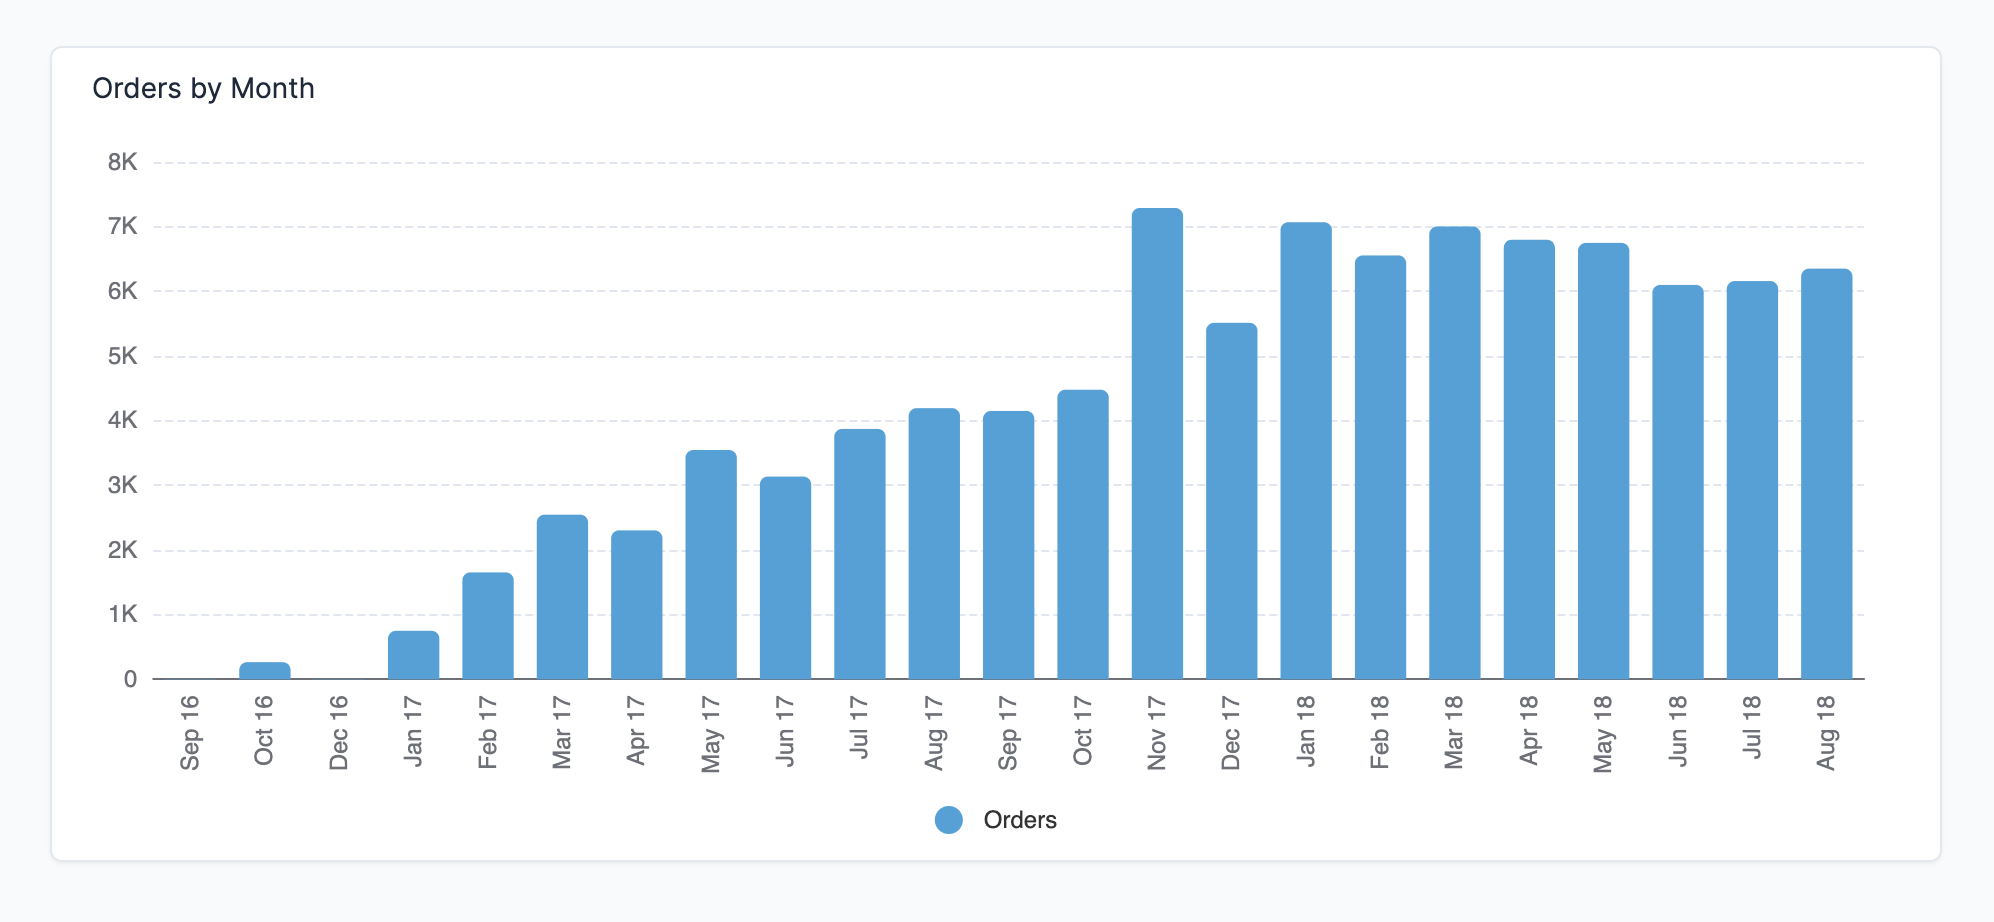 Orders by Month
8K
7K
6K
5K
4K
3K
2K
1K
0
Sep 16
Oct 16
Dec 16
Jan 17
Feb 17
Mar 17
Apr 17
May 17
Jun 17
Jul 17
Aug 17
Sep 17
Oct 17
Nov 17
Dec 17
Jan 18
Feb 18
Mar 18
Apr 18
May 18
Jun 18
Jul 18
Aug 18
Orders